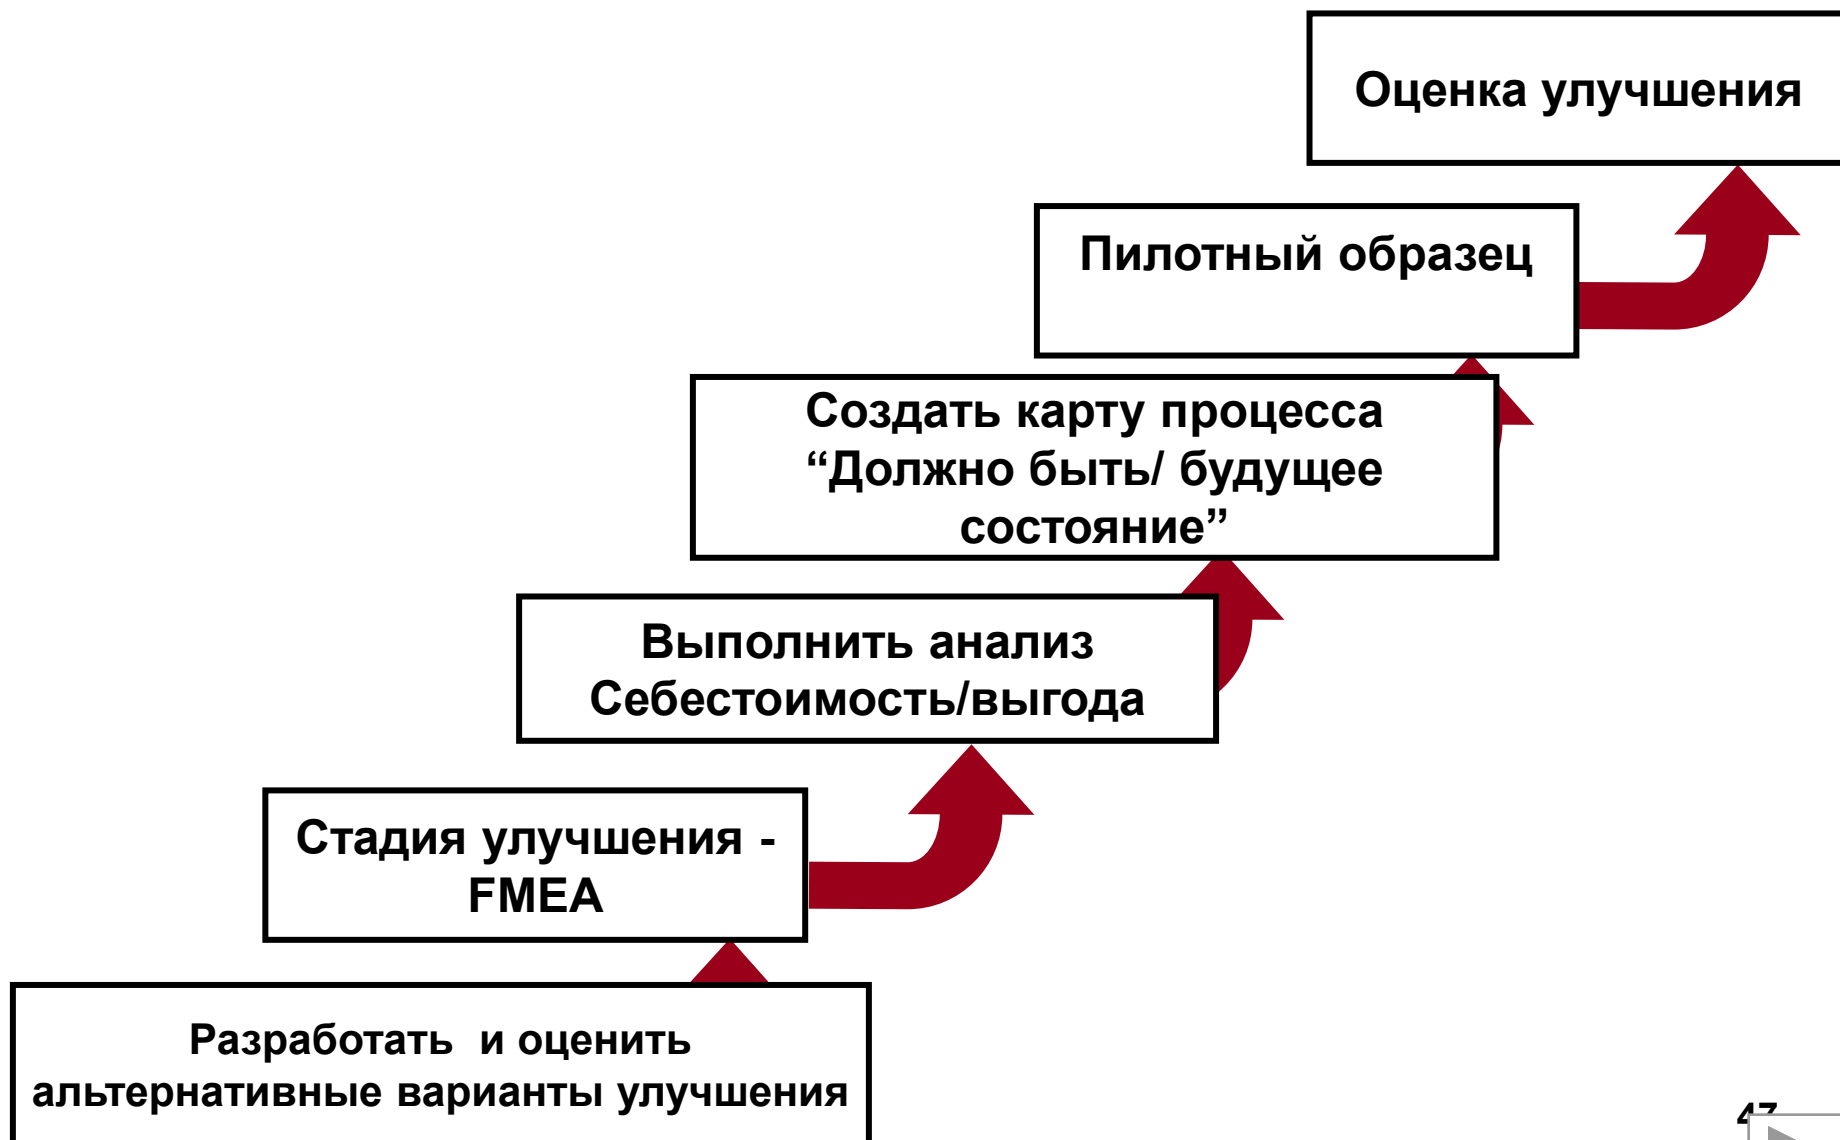 Оценка улучшения
Пилотный образец
Создать карту процесса
“Должно быть/ будущее
состояние”
Выполнить анализ
Себестоимость/выгода
Стадия улучшения -
FMEA
Разработать и оценить
альтернативные варианты улучшения
47